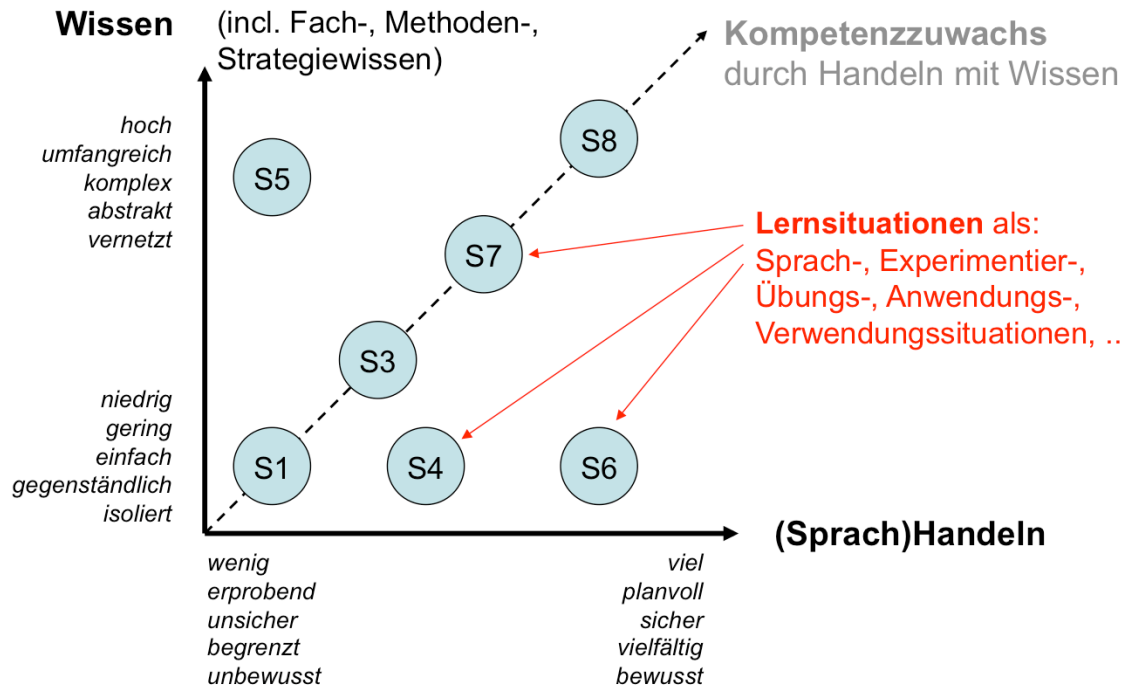 Wissen
(incl. Fach-, Methoden-,
Strategiewissen)
Kompetenzzuwachs
durch Handeln mit Wissen
hoch
umfangreich
komplex
abstrakt
vernetzt
S5
S8
S7
Lernsituationen als:
Sprach-, Experimentier-,
Übungs-, Anwendungs-,
Verwendungssituationen, ..
S3
niedrig
gering
einfach
gegenständlich
isoliert
S1
S4
S6
(Sprach)Handeln
wenig
erprobend
unsicher
begrenzt
unbewusst
viel
planvoll
sicher
vielfältig
bewusst